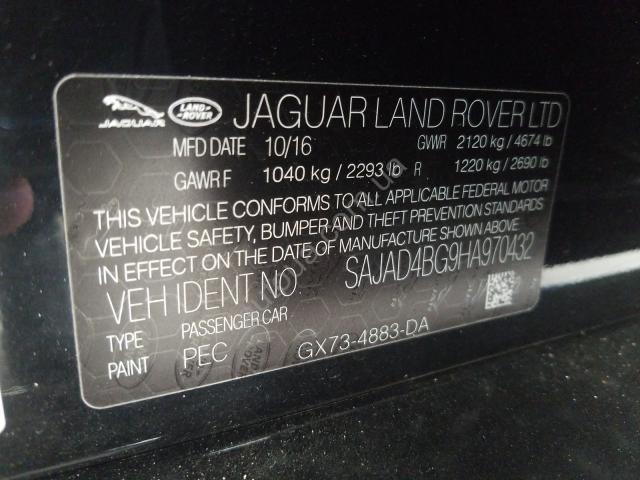 JAGUAR LAND ROVER JAGUAR LAND ROVER LTD
MFD DATE 10/16 GVWR 2120 kg / 4674 lb
GAWR F 1040 kg / 2293 lb R 1220 kg / 2690 lb
THIS VEHICLE CONFORMS TO ALL APPLICABLE FEDERAL MOTOR
VEHICLE SAFETY, BUMPER AND THEFT PREVENTION STANDARDS
IN EFFECT ON THE DATE OF MANUFACTURE SHOWN ABOVE
VEH IDENT NO SAJAD4BG9HA970432
TYPE PASSENGER CAR
PAINT PEC GX73-4883-DA